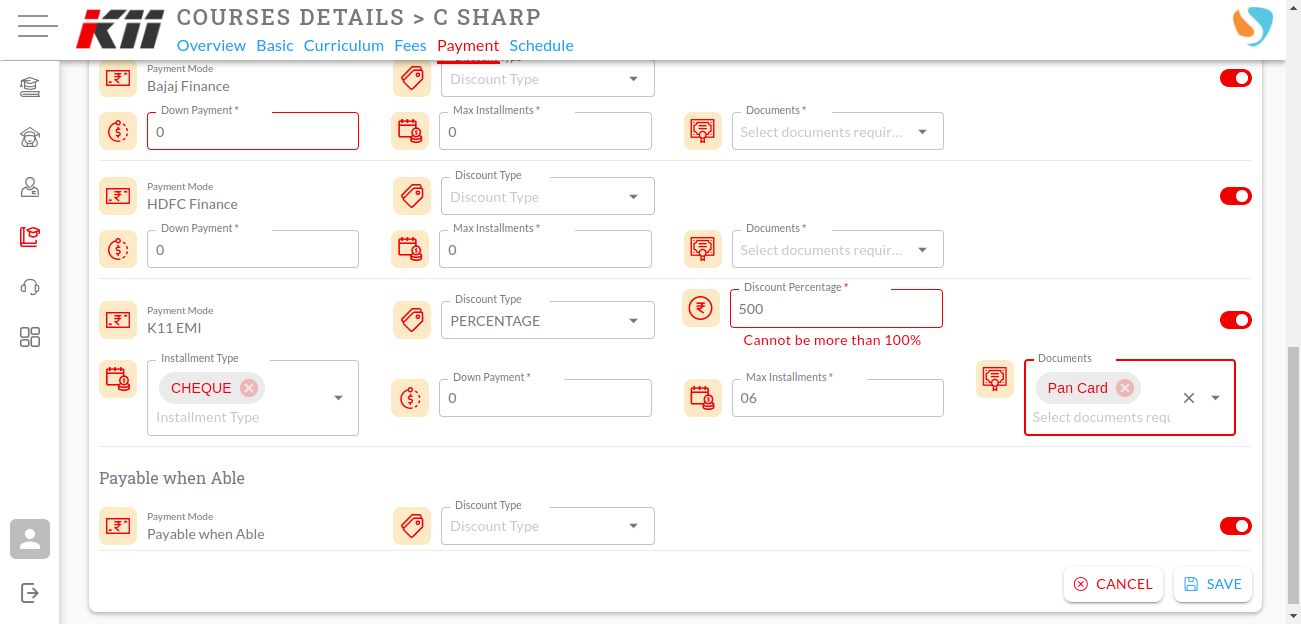 K11
COURSES DETAILS > C SHARP
Overview Basic Curriculum Fees Payment Schedule
Payment Mode
Bajaj Finance
Discount Type
Discount Type
Down Payment *
0
Max Installments *
0
Documents *
Select documents requir...
Payment Mode
HDFC Finance
Discount Type
Discount Type
Down Payment *
0
Max Installments *
0
Documents *
Select documents requir...
Payment Mode
K11 EMI
Discount Type
PERCENTAGE
Discount Percentage *
500
Cannot be more than 100%
Installment Type
CHEQUE
Installment Type
Down Payment *
0
Max Installments *
06
Documents
Pan Card
Select documents requ
Payable when Able
Payment Mode
Payable when Able
Discount Type
Discount Type
CANCEL
SAVE